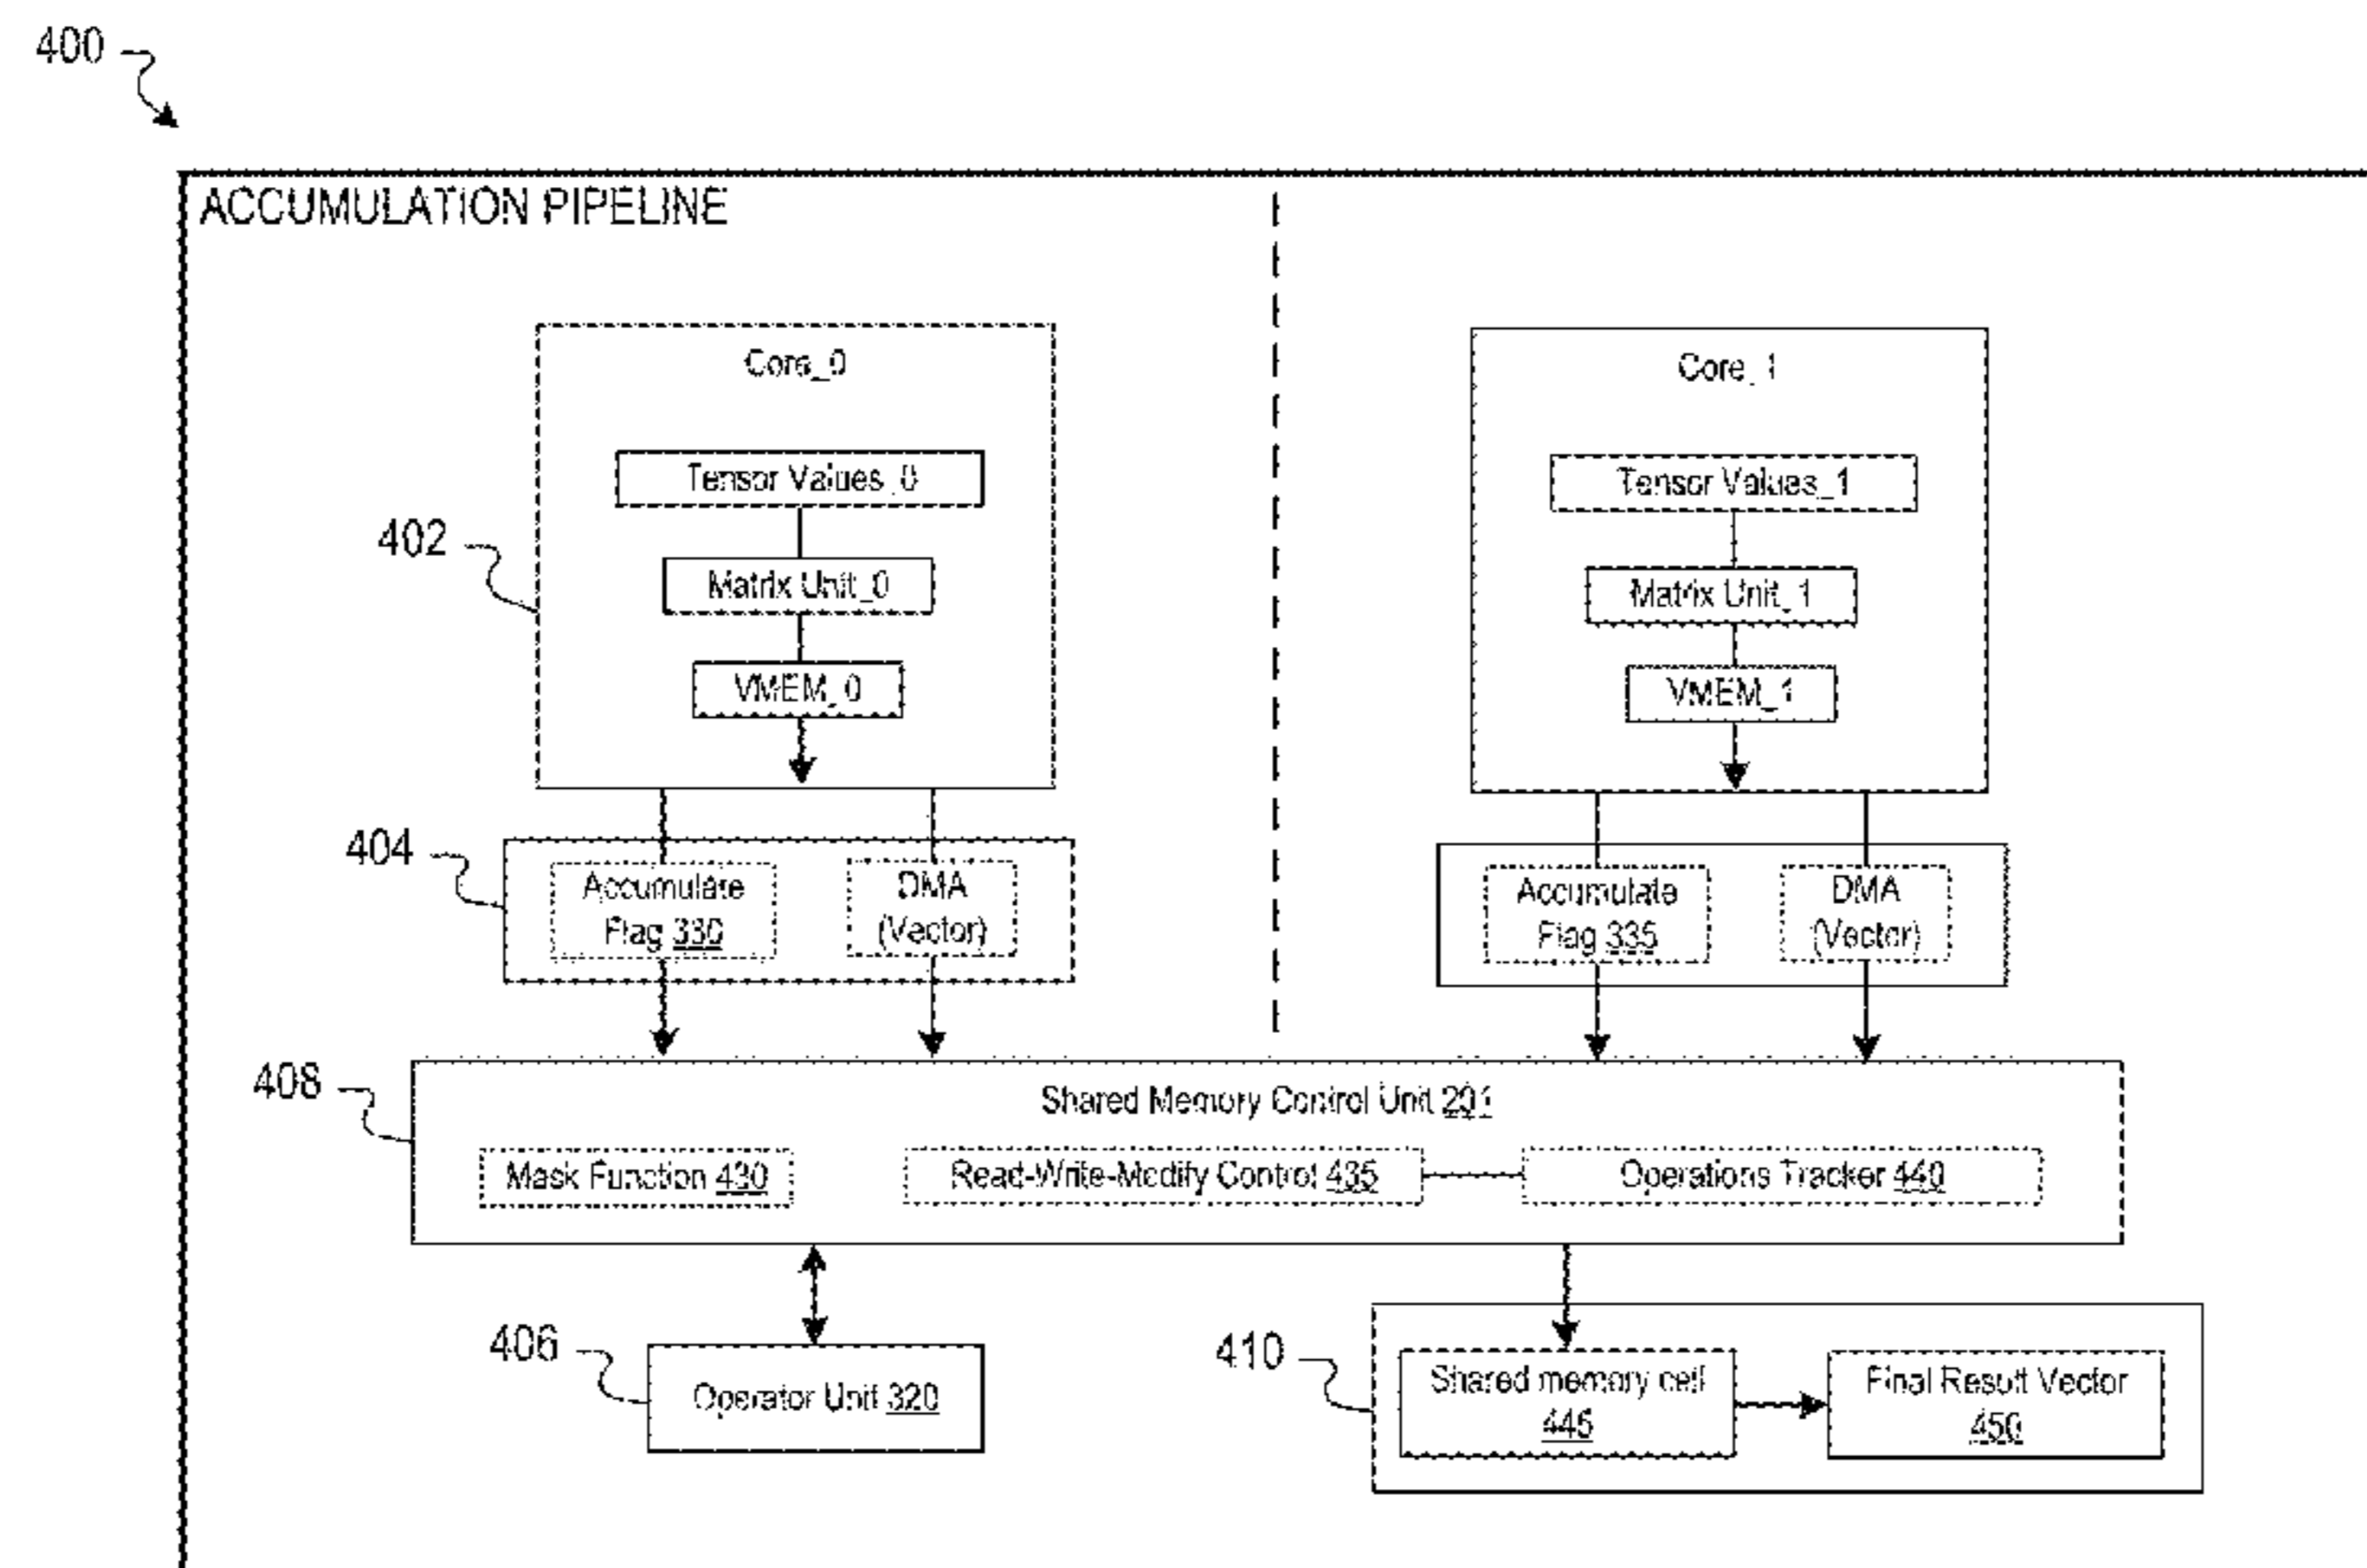 400
ACCUMULATION PIPELINE
Core_0
Tensor Values_0
402
Matrix Unit_0
VMEM_0
Core_1
Tensor Values_1
Matrix Unit_1
VMEM_1
404
Accumulate
Flag 330
DMA
(Vector)
Accumulate
Flag 335
DMA
(Vector)
408
Shared Memory Control Unit 201
Mask Function 430
Read-Write-Modify Control 435
Operations Tracker 440
406
Operator Unit 320
410
Shared memory cell
445
Final Result Vector
450